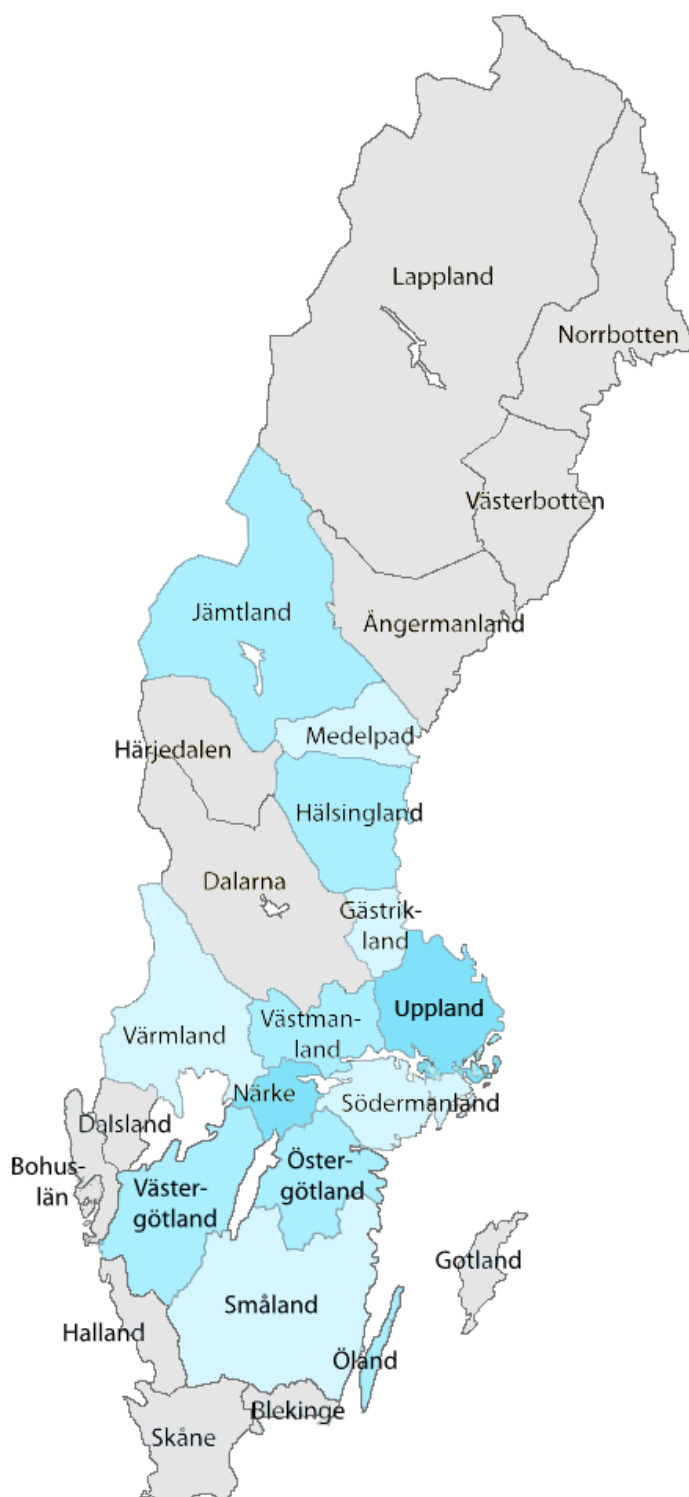 Lappland
Norrbotten
Västerbotten
Jämtland
Ångermanland
Medelpad
Härjedalen
Hälsingland
Dalarna
Gästrik-
land
Uppland
Västman-
land
Värmland
Närke
Södermanland
Dalsland
Bohus-
län
Öster-
götland
Väster-
götland
Gotland
Småland
Halland
Öland
Blekinge
Skåne